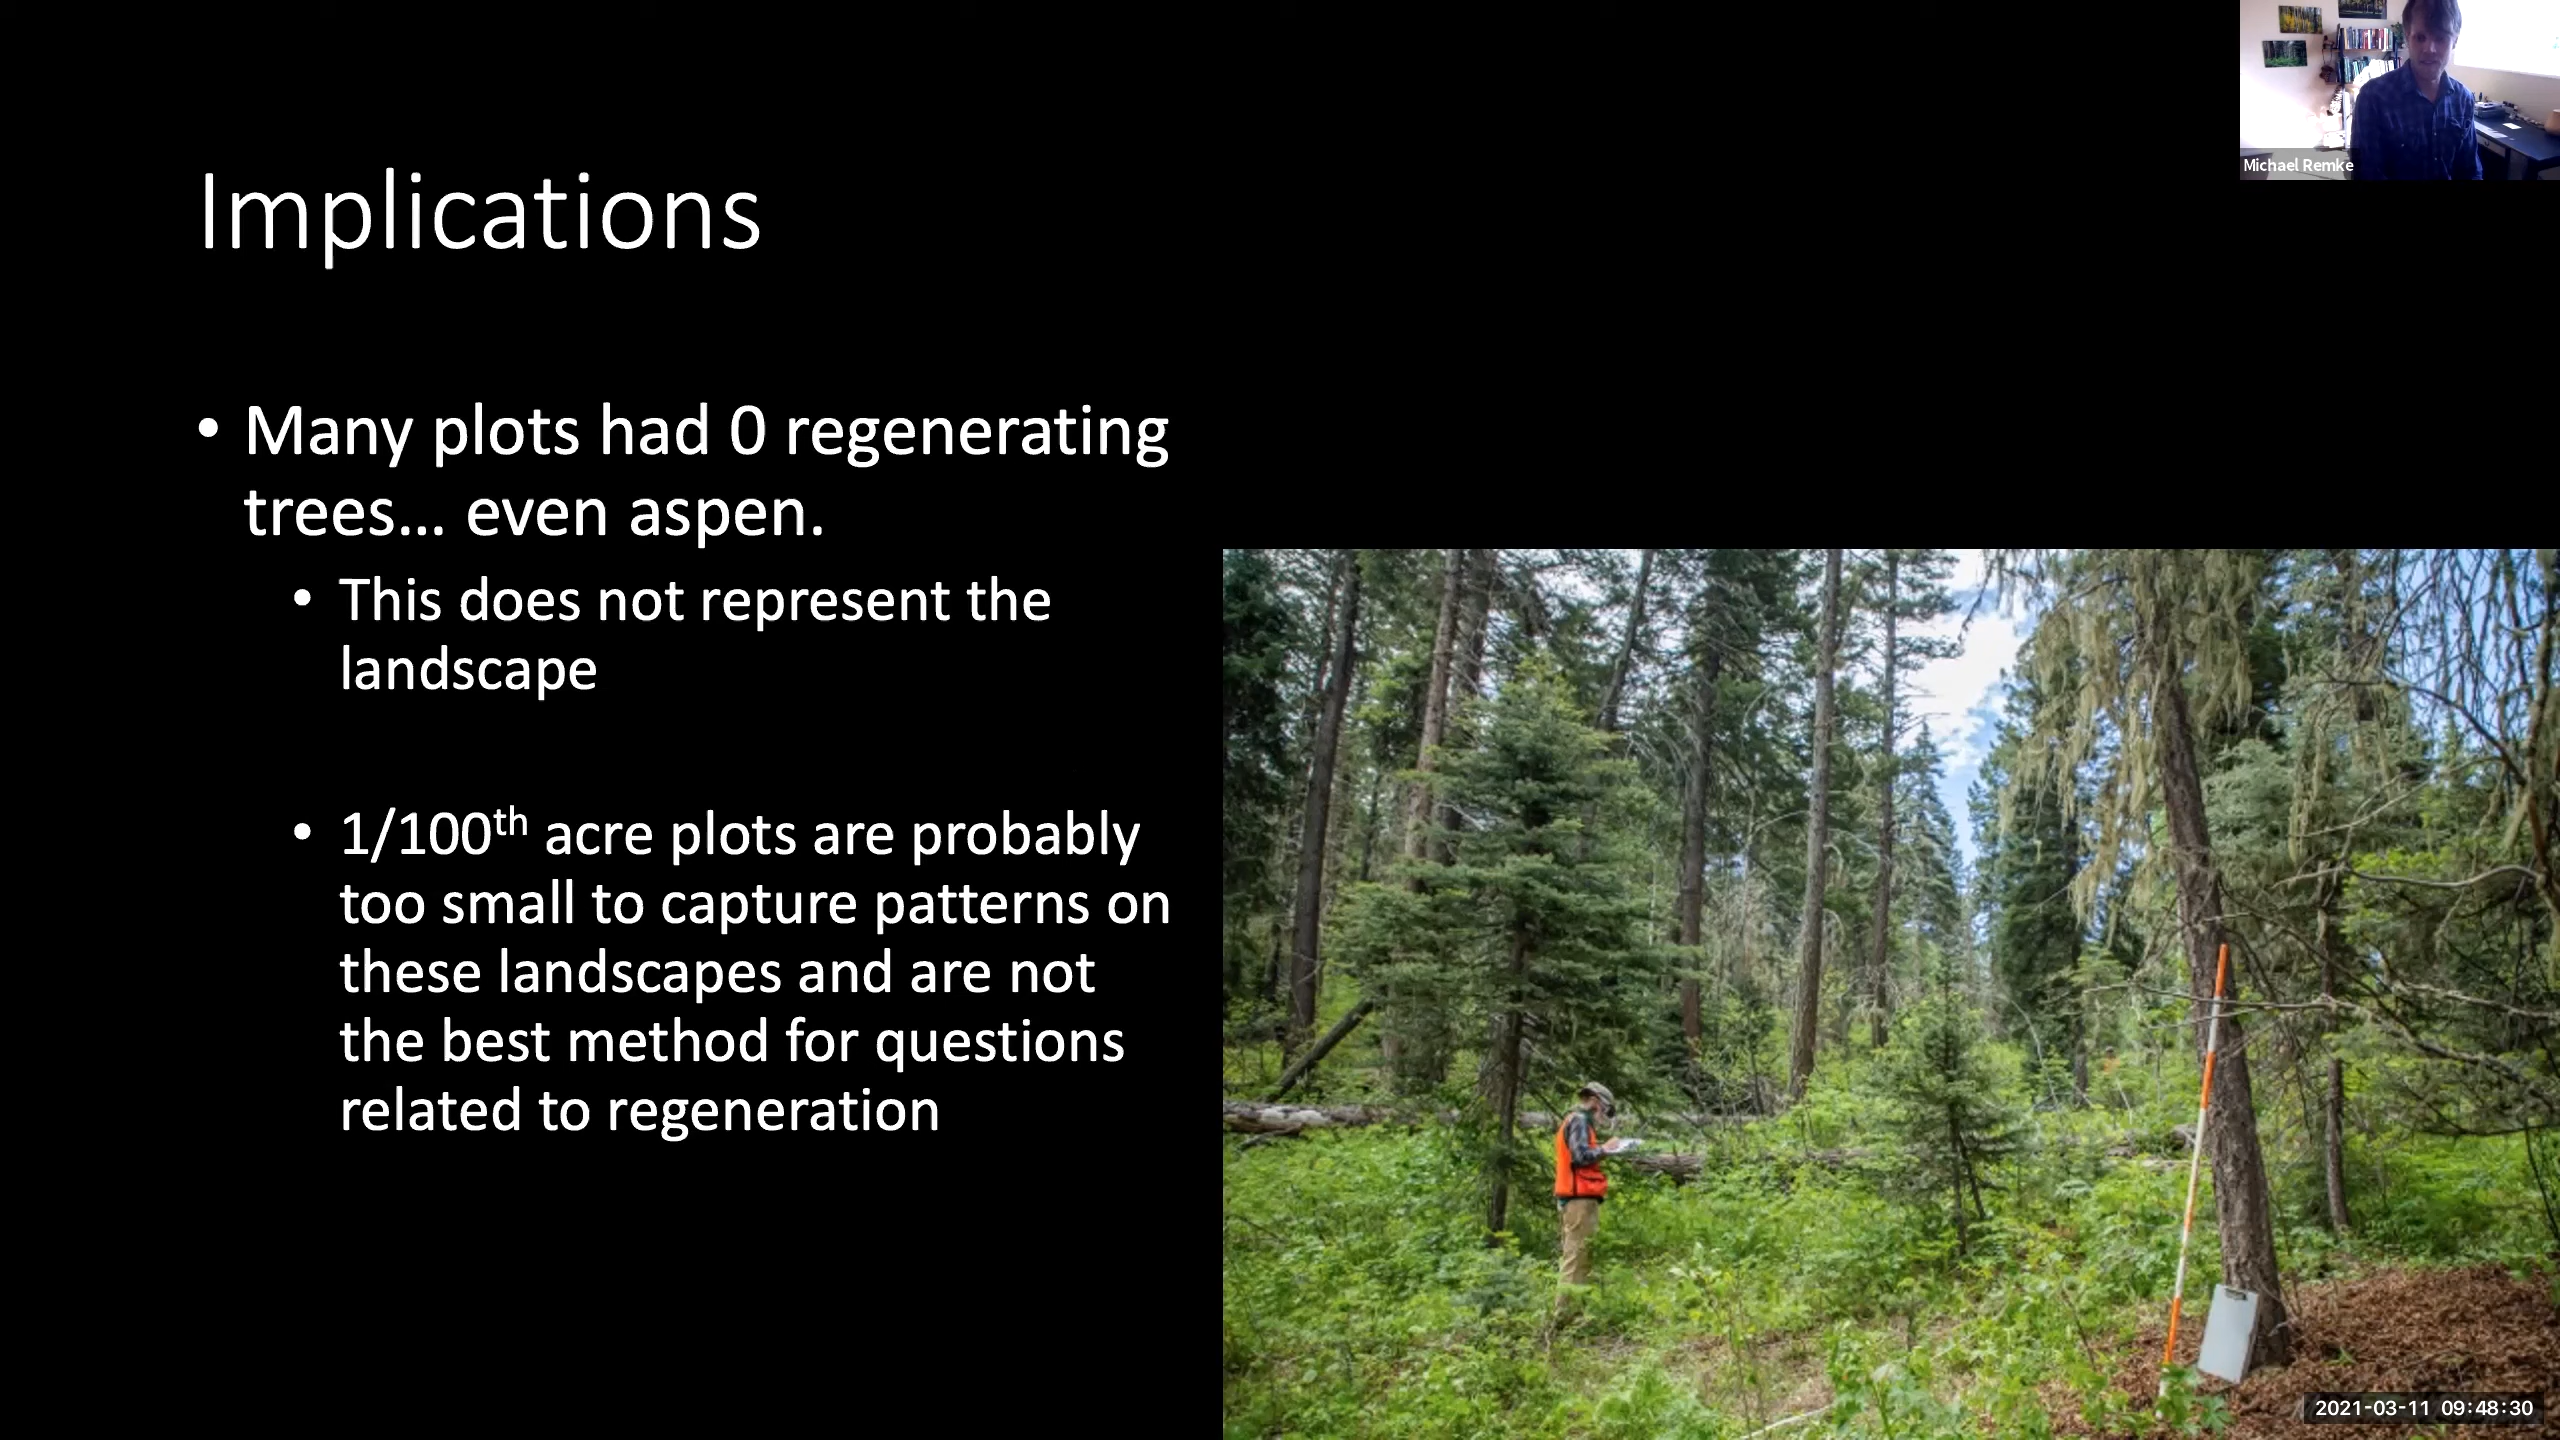 Michael Remke
Implications
• Many plots had 0 regenerating
trees... even aspen.
• This does not represent the
landscape
• 1/100th acre plots are probably
too small to capture patterns on
these landscapes and are not
the best method for questions
related to regeneration
2021-03-11 09:48:30